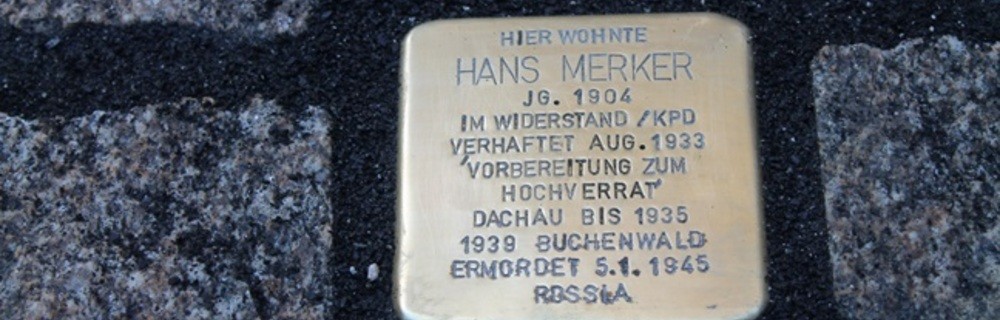 HIER WOHNTE
HANS MERKER
JG. 1904
IM WIDERSTAND / KPD
VERHAFTET AUG. 1933
'VORBEREITUNG ZUM
HOCHVERRAT'
DACHAU BIS 1935
1939 BUCHENWALD
ERMORDET 5.1.1945
ROSSLA